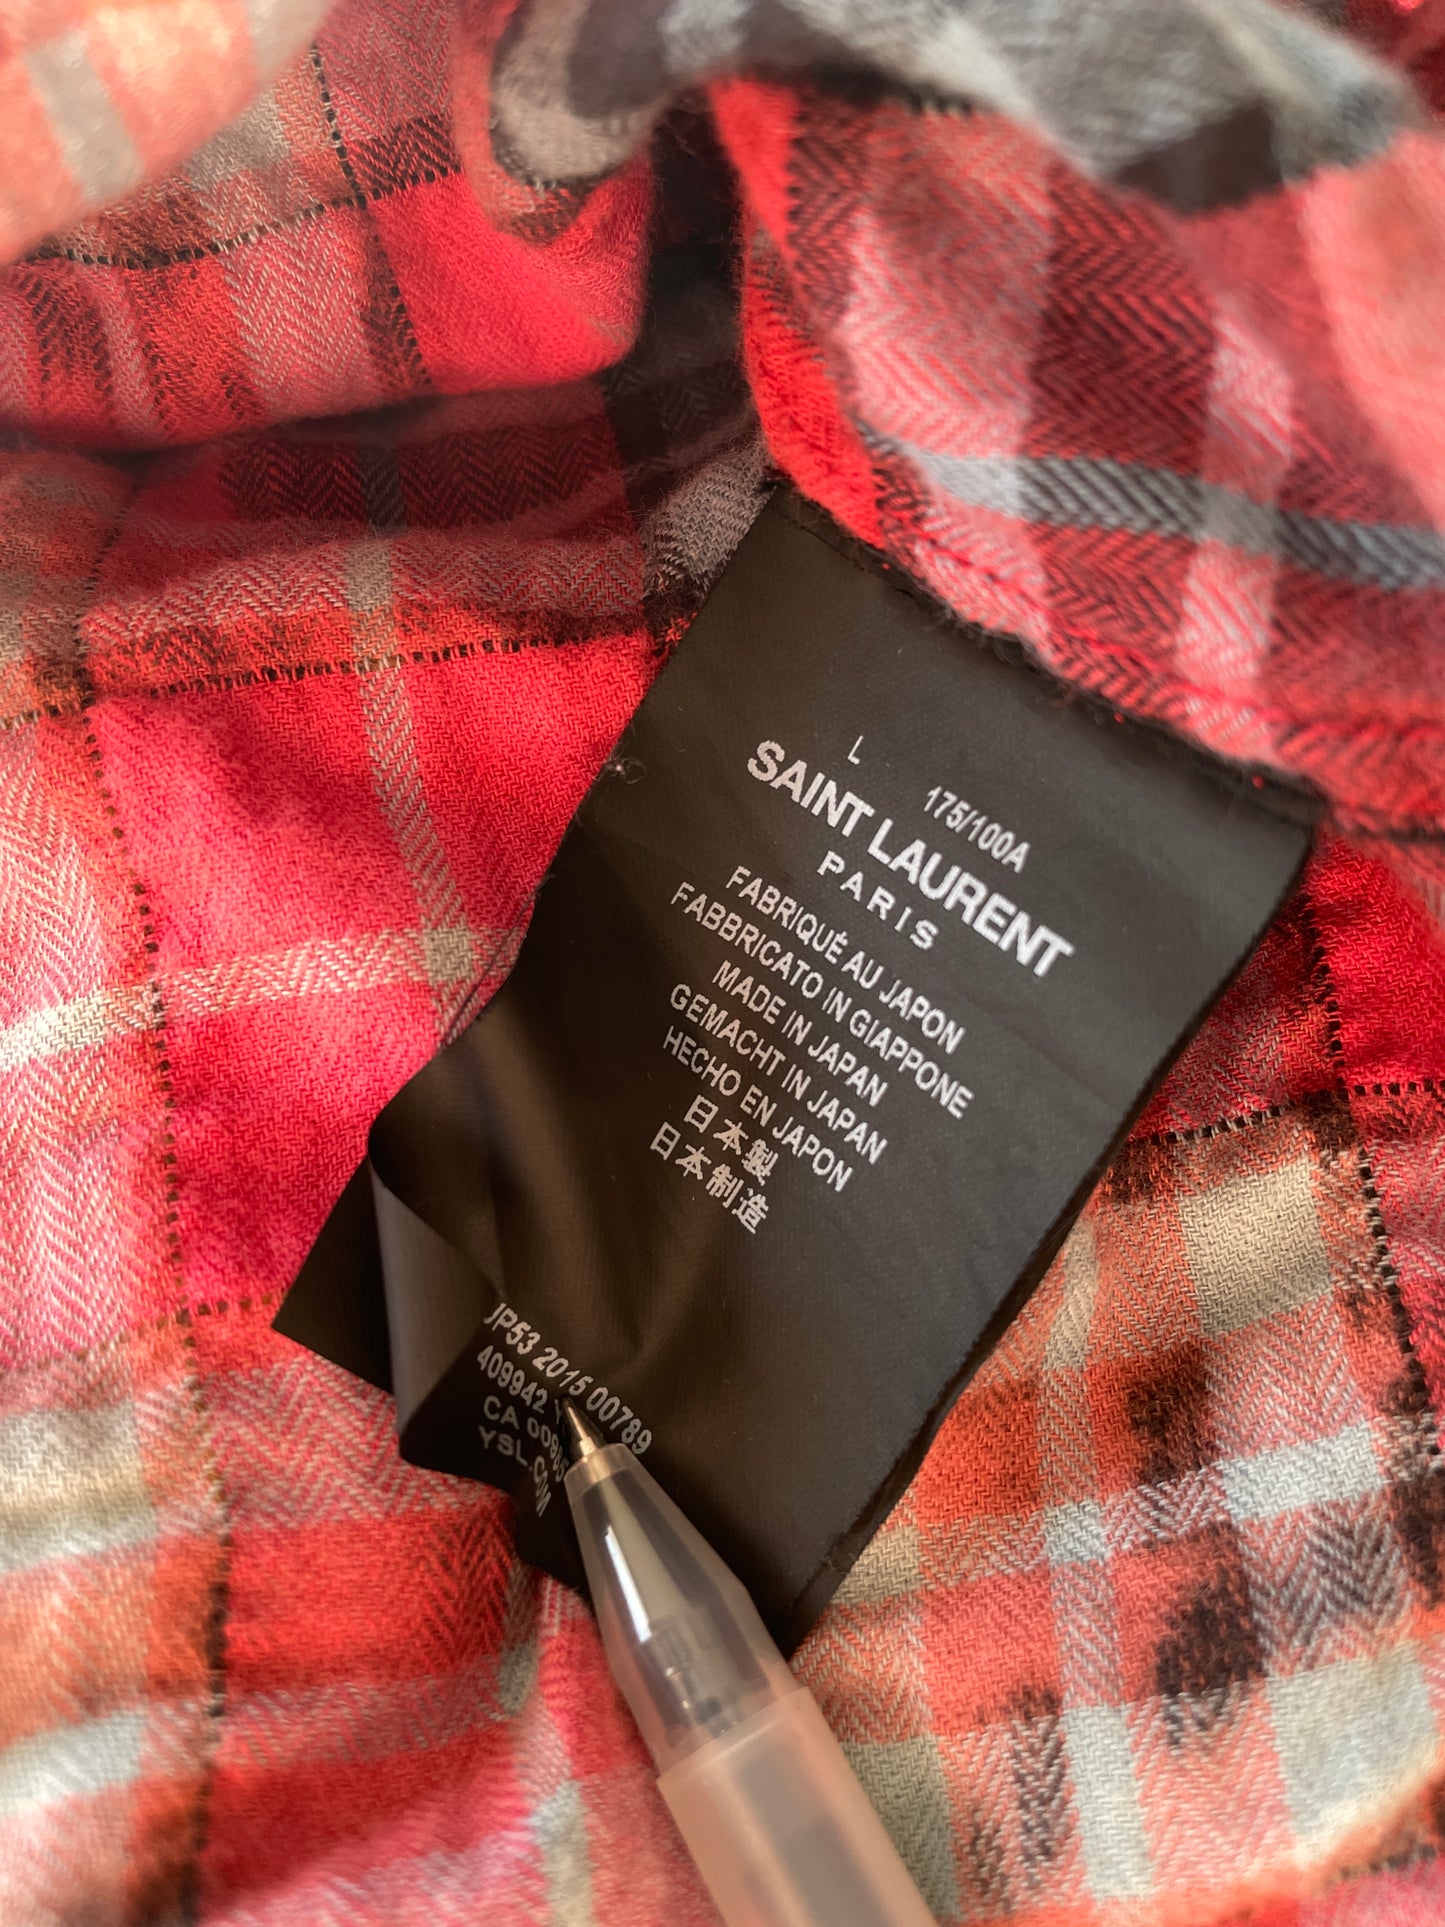 L 175/100A
SAINT LAURENT
PARIS
FABRIQUÉ AU JAPON
FABBRICATO IN GIAPPONE
MADE IN JAPAN
GEMACHT IN JAPAN
HECHO EN JAPON
日本製
日本制造
JP53 2015 00789
409942
CA
YSL.COM